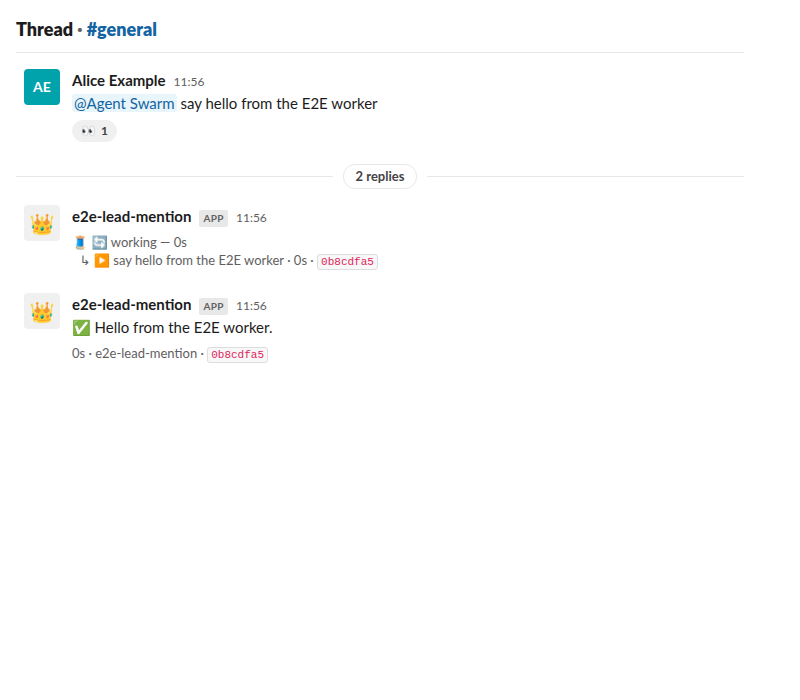 Thread • #general
AE
Alice Example 11:56
@Agent Swarm say hello from the E2E worker
👀 1
2 replies
e2e-lead-mention APP 11:56
🧵 🔄 working — 0s
↳ ▶️ say hello from the E2E worker · 0s · 0b8cdfa5
e2e-lead-mention APP 11:56
✅ Hello from the E2E worker.
0s · e2e-lead-mention · 0b8cdfa5